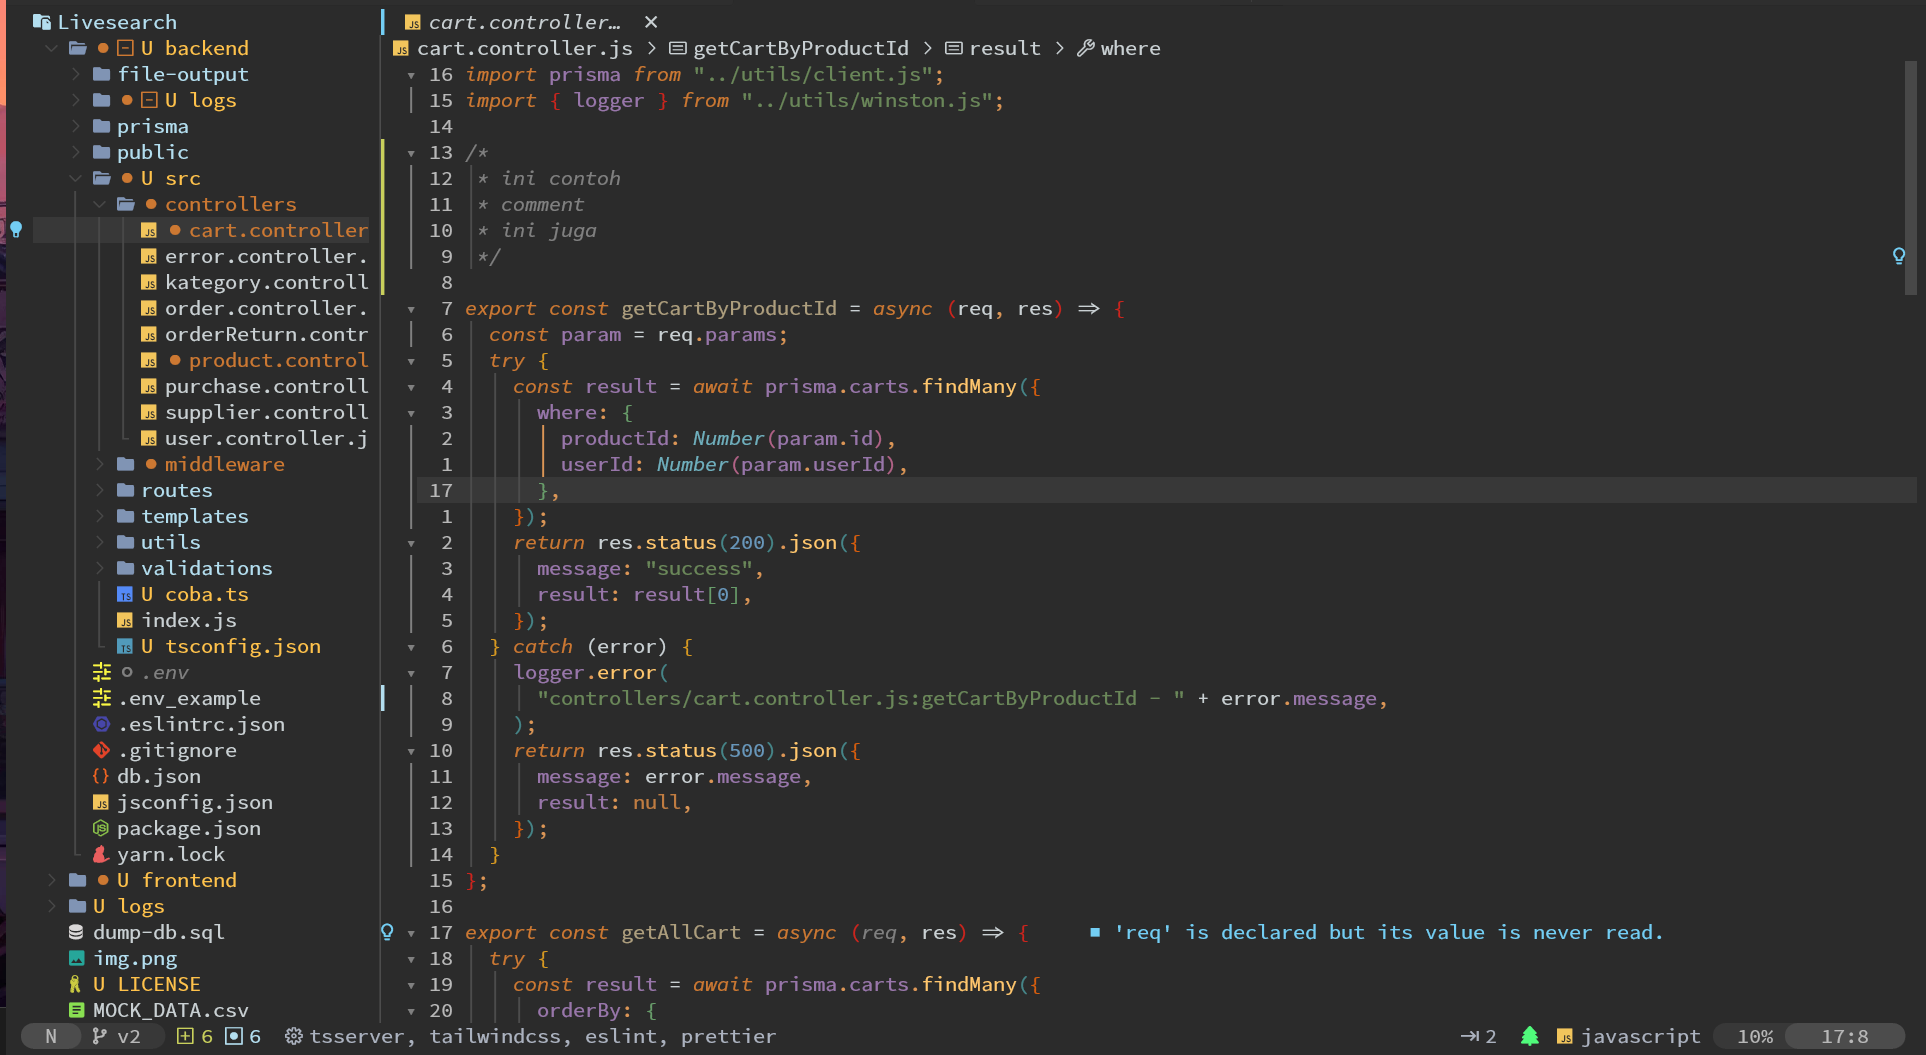 Livesearch
U backend
file-output
U logs
prisma
public
U src
controllers
cart.controller
error.controller.
kategory.controll
order.controller.
orderReturn.contr
product.control
purchase.controll
supplier.controll
user.controller.j
middleware
routes
templates
utils
validations
U coba.ts
index.js
U tsconfig.json
.env
.env_example
.eslintrc.json
.gitignore
db.json
jsconfig.json
package.json
yarn.lock
U frontend
U logs
dump-db.sql
img.png
U LICENSE
MOCK_DATA.csv
cart.controller… ✕
cart.controller.js > getCartByProductId > result > where
16 import prisma from "../utils/client.js";
15 import { logger } from "../utils/winston.js";
14
13 /*
12 * ini contoh
11 * comment
10 * ini juga
9 */
8
7 export const getCartByProductId = async (req, res) ⇒ {
6 const param = req.params;
5 try {
4 const result = await prisma.carts.findMany({
3 where: {
2 productId: Number(param.id),
1 userId: Number(param.userId),
17 },
1 });
2 return res.status(200).json({
3 message: "success",
4 result: result[0],
5 });
6 } catch (error) {
7 logger.error(
8 "controllers/cart.controller.js:getCartByProductId - " + error.message,
9 );
10 return res.status(500).json({
11 message: error.message,
12 result: null,
13 });
14 }
15 };
16
17 export const getAllCart = async (req, res) ⇒ { ■ 'req' is declared but its value is never read.
18 try {
19 const result = await prisma.carts.findMany({
20 orderBy: {
N v2 6 6 tsserver, tailwindcss, eslint, prettier 2 javascript 10% 17:8